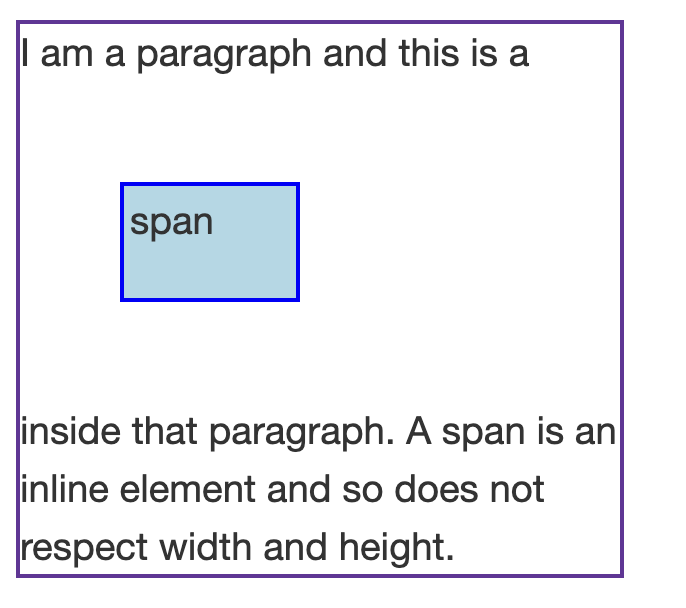 I am a paragraph and this is a
span
inside that paragraph. A span is an
inline element and so does not
respect width and height.